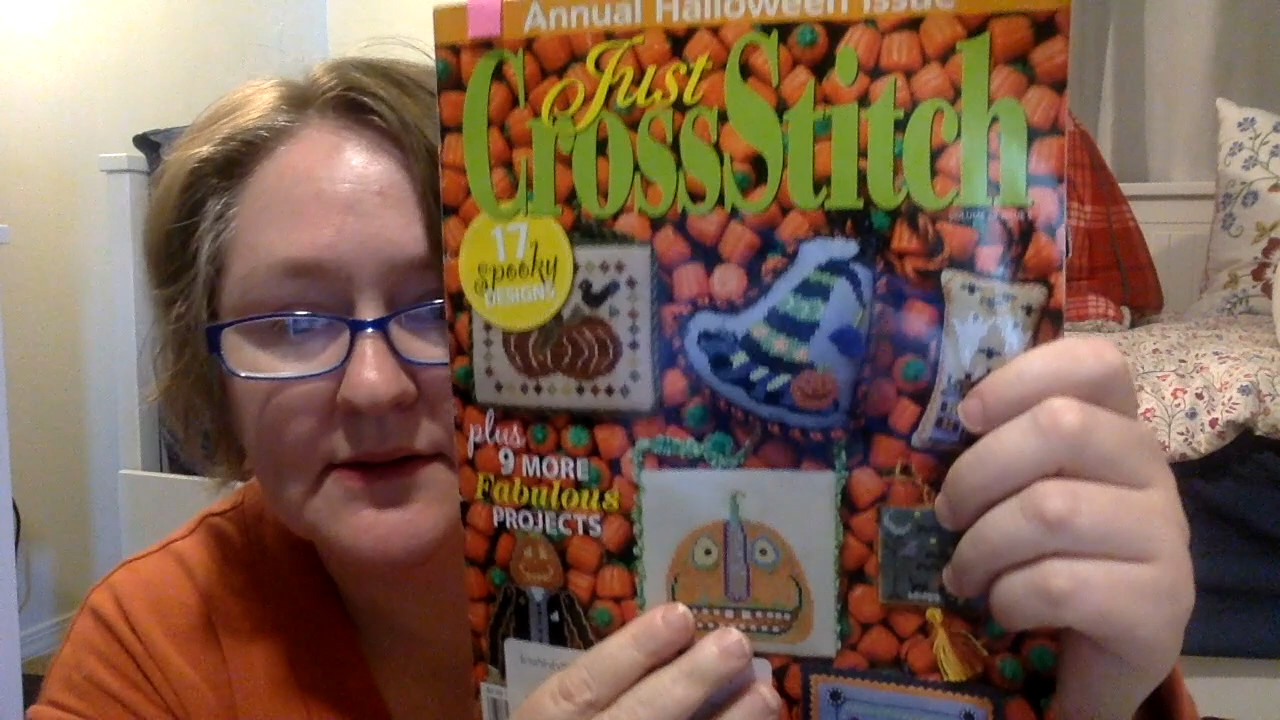 Annual Halloween Issue
Just
CrossStitch
17
spooky
DESIGNS
plus
9 MORE
Fabulous
PROJECTS